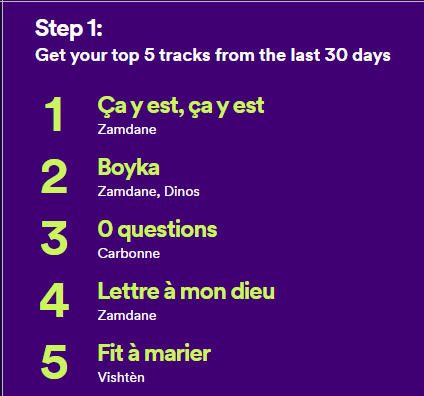 Step 1:
Get your top 5 tracks from the last 30 days
1
Ça y est, ça y est
Zamdane
2
Boyka
Zamdane, Dinos
3
0 questions
Carbonne
4
Lettre à mon dieu
Zamdane
5
Fit à marier
Vishtèn